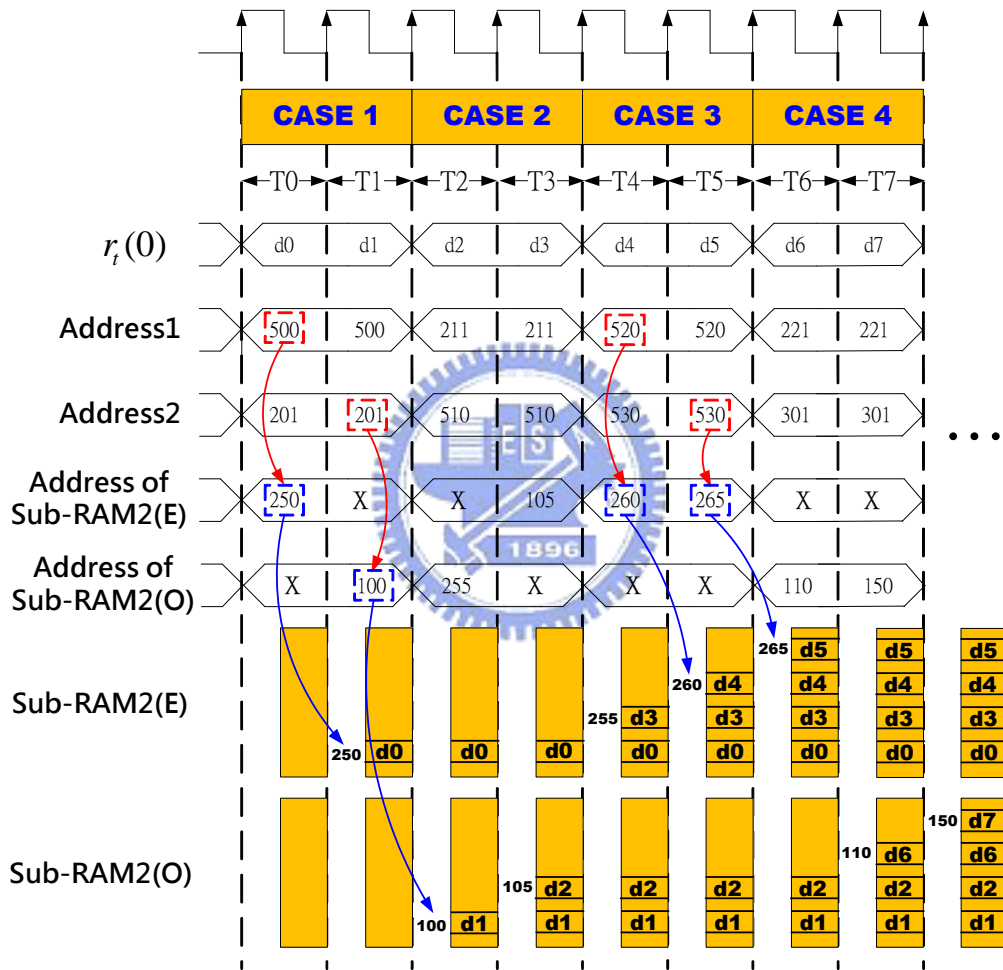 CASE 1 CASE 2 CASE 3 CASE 4
T0 T1 T2 T3 T4 T5 T6 T7
rₜ(0) d0 d1 d2 d3 d4 d5 d6 d7
Address1 500 500 211 211 520 520 221 221
Address2 201 201 510 510 530 530 301 301
...
Address of
Sub-RAM2(E) 250 X X 105 260 265 X X
Address of
Sub-RAM2(O) X 100 255 X X X 110 150
265 d5 d5 d5
Sub-RAM2(E) 260 d4 d4 d4 d4
255 d3 d3 d3 d3 d3
250 d0 d0 d0 d0 d0 d0 d0 d0
150 d7
Sub-RAM2(O) 110 d6 d6
105 d2 d2 d2 d2 d2 d2
100 d1 d1 d1 d1 d1 d1 d1
E S
1896